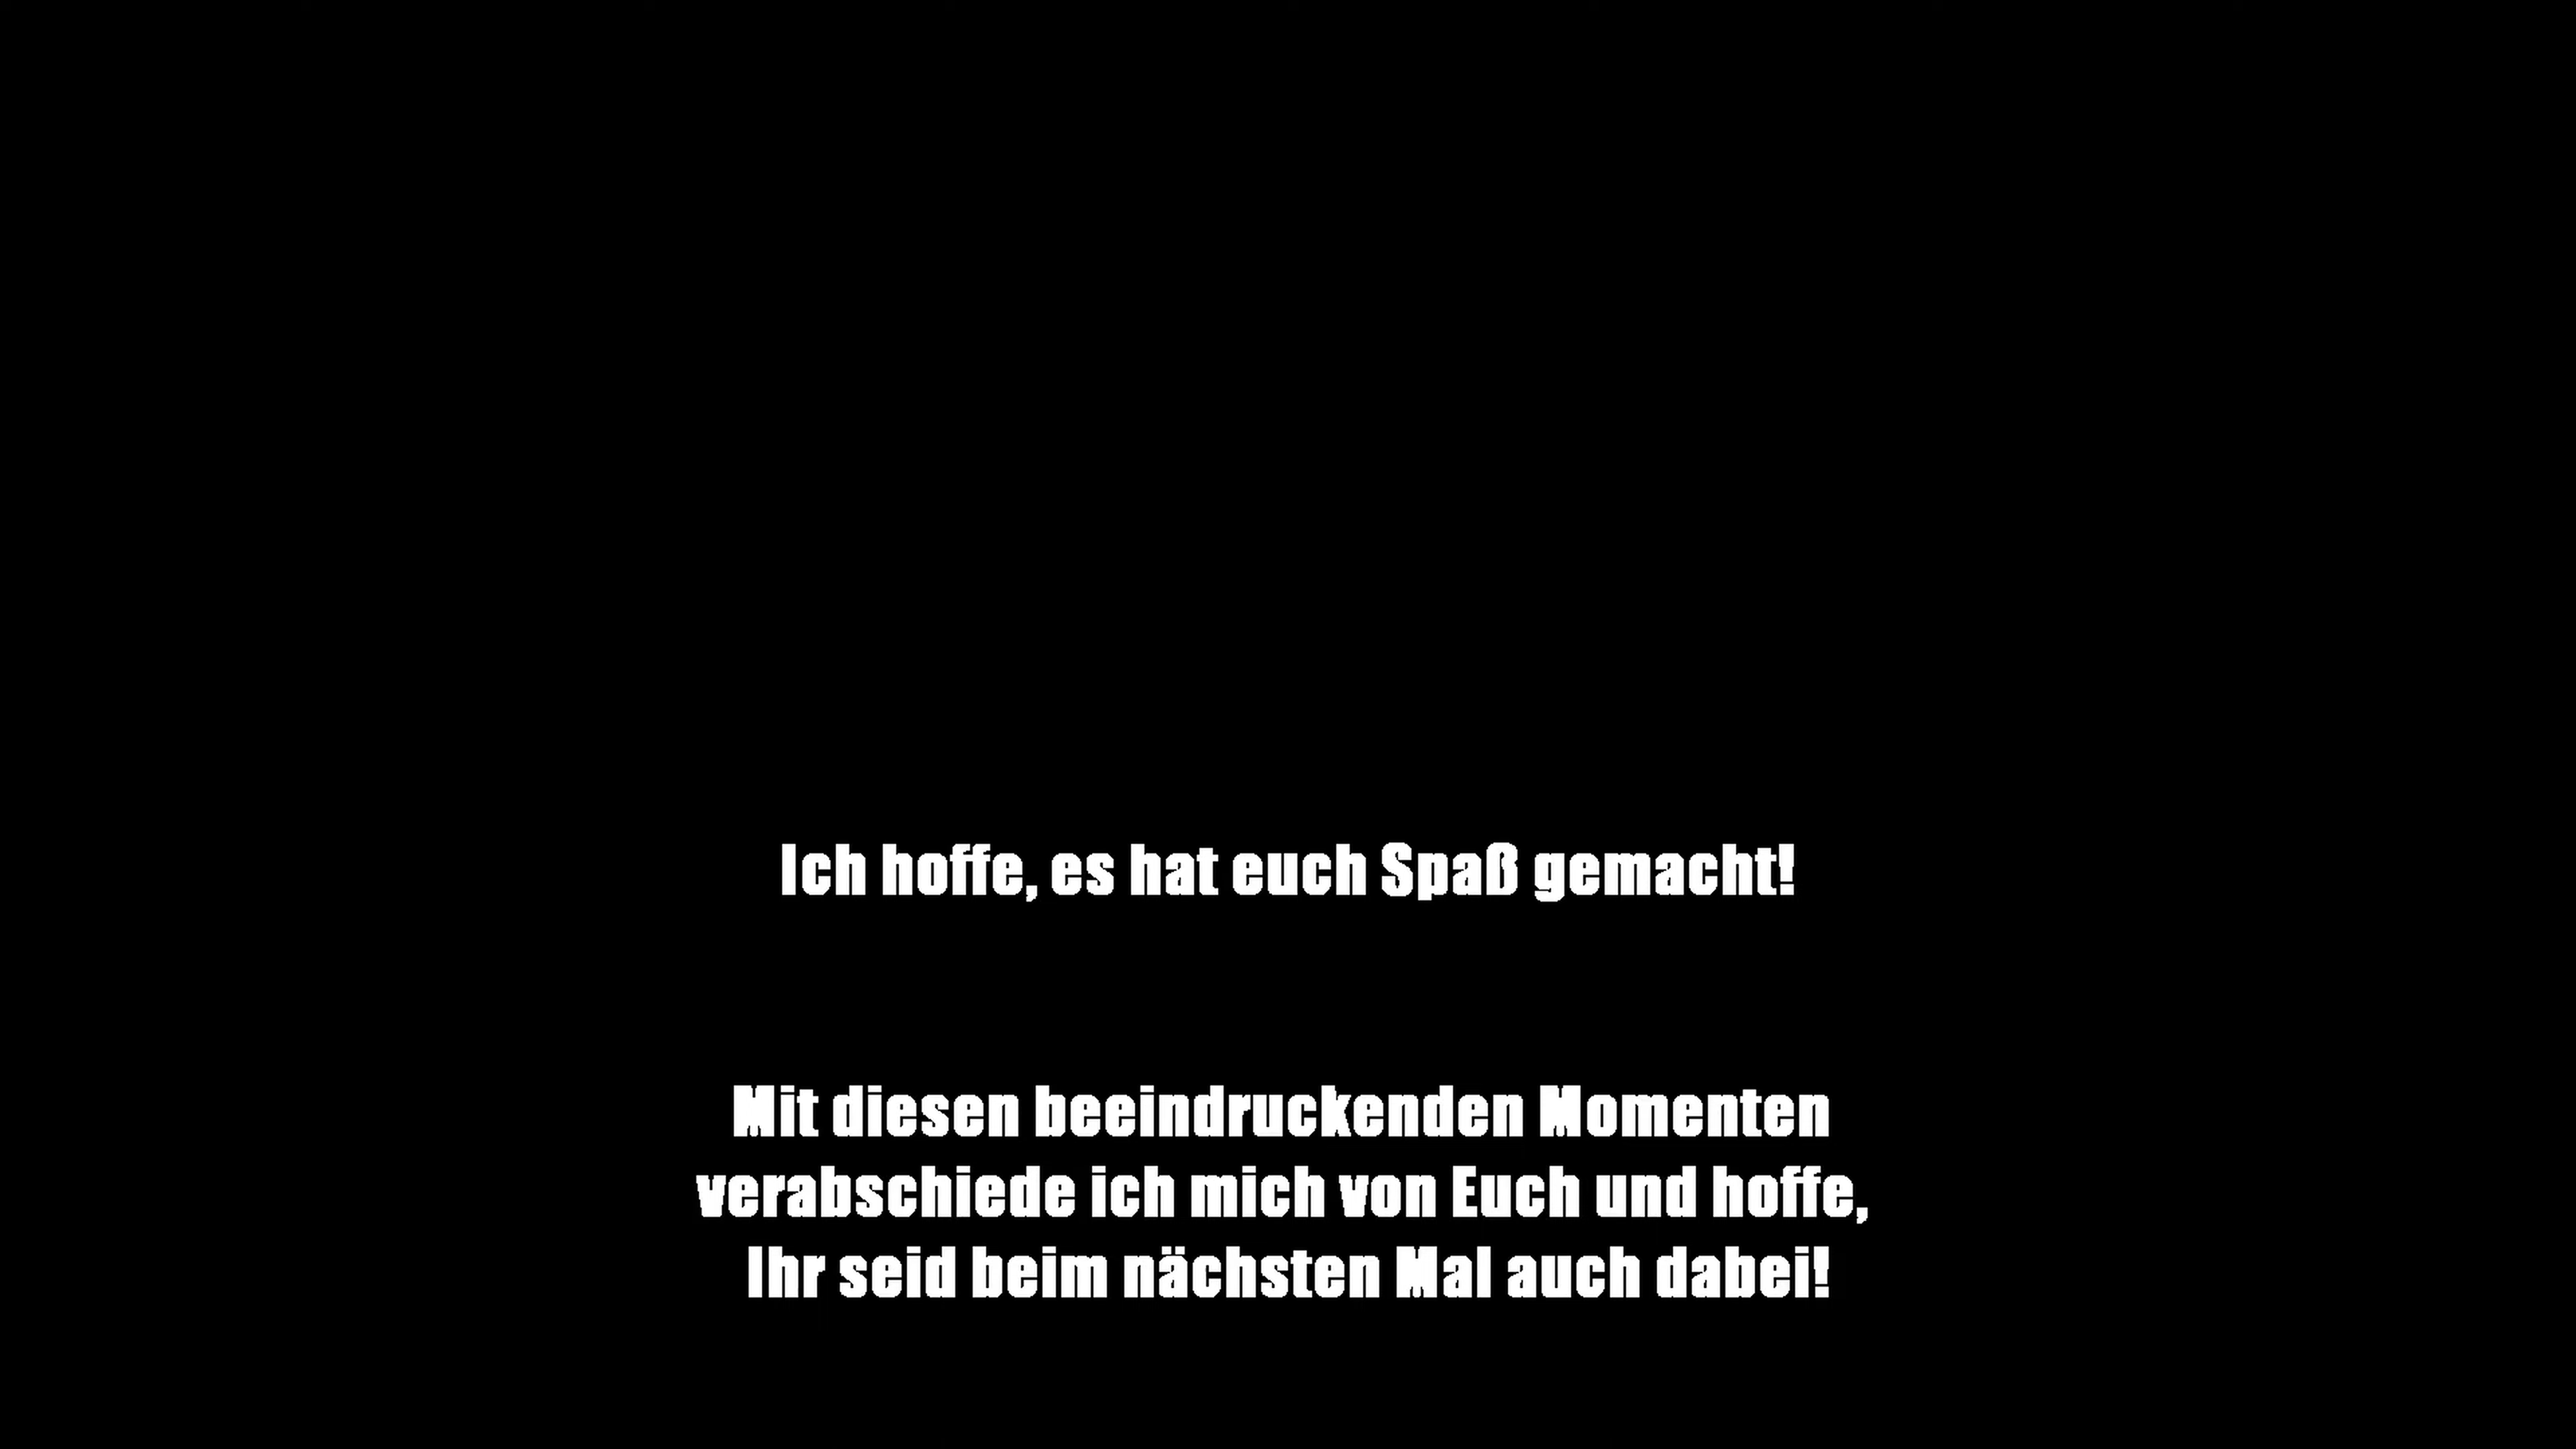 Ich hoffe, es hat euch Spaß gemacht!
Mit diesen beeindruckenden Momenten
verabschiede ich mich von Euch und hoffe,
Ihr seid beim nächsten Mal auch dabei!